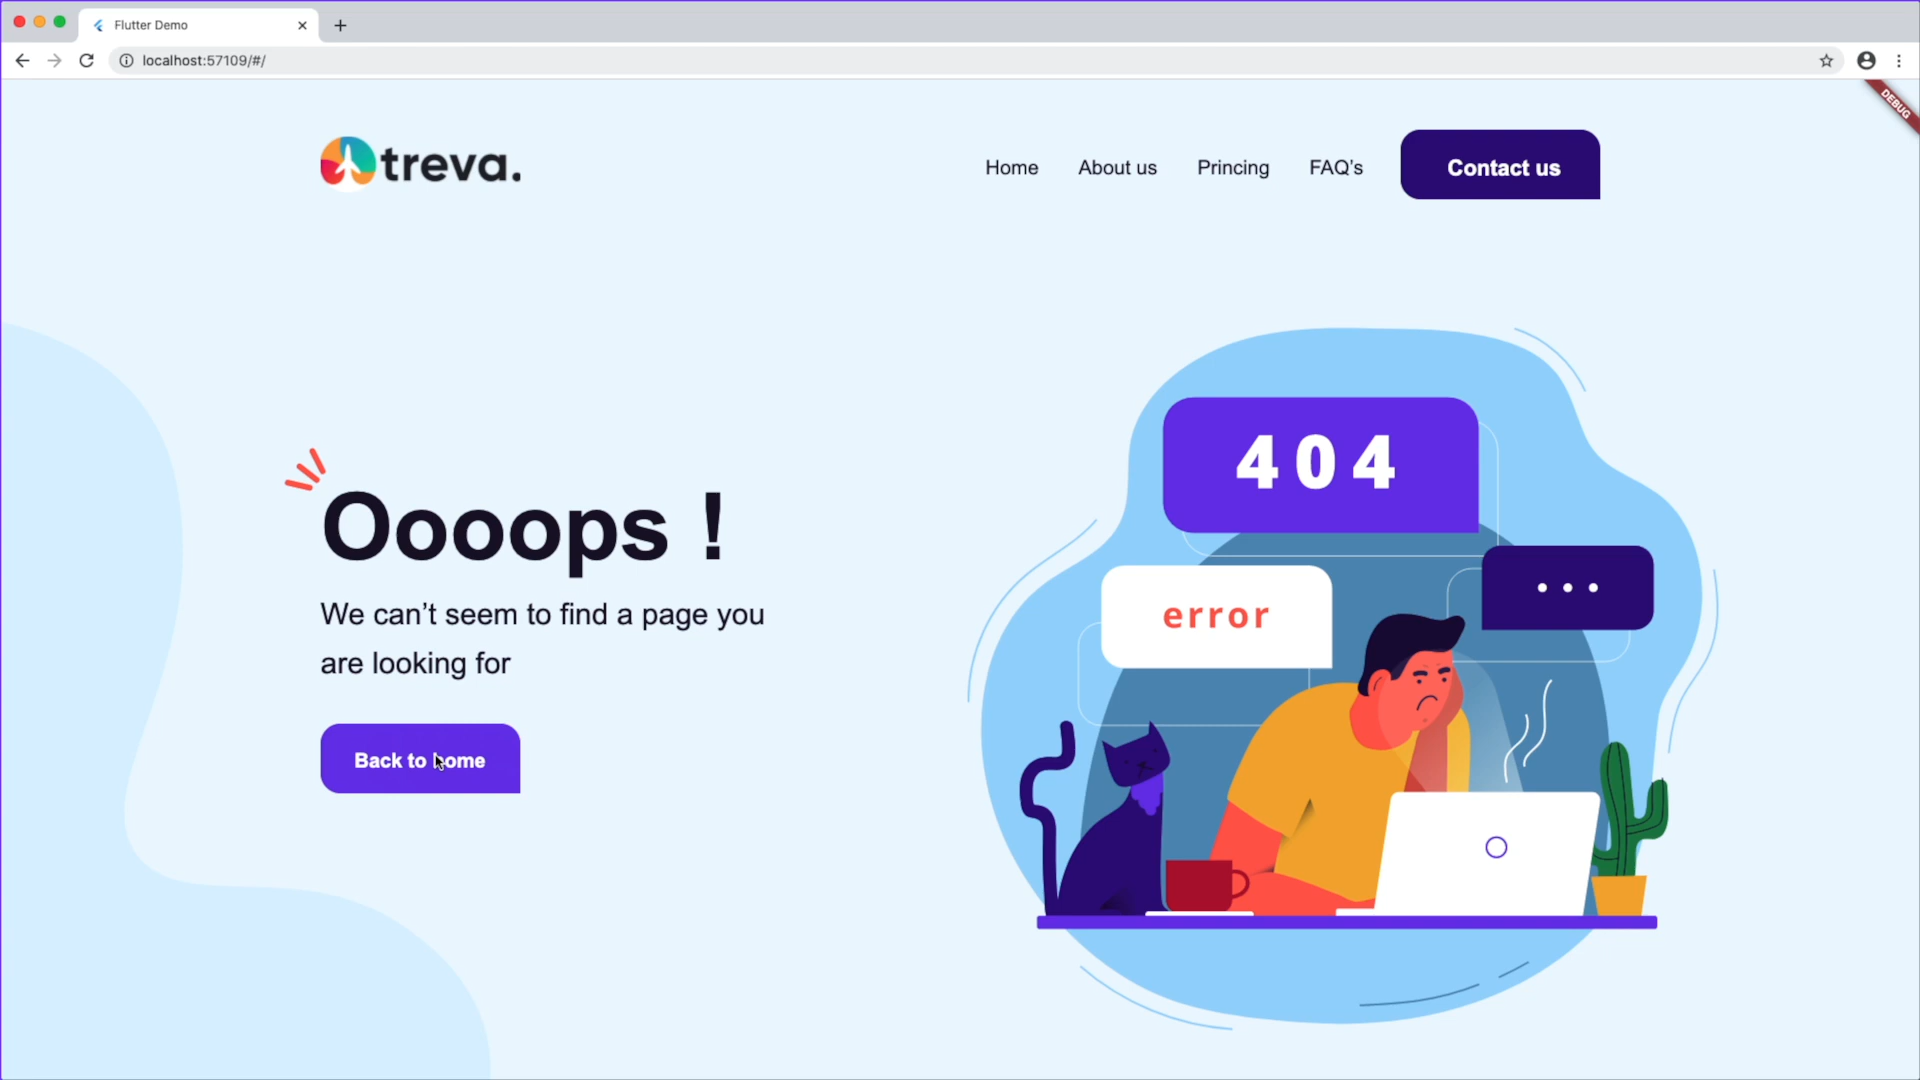 Flutter Demo
localhost:57109/#/
DEBUG
treva.
Home
About us
Princing
FAQ's
Contact us
404
error
Oooops !
We can't seem to find a page you
are looking for
Back to home